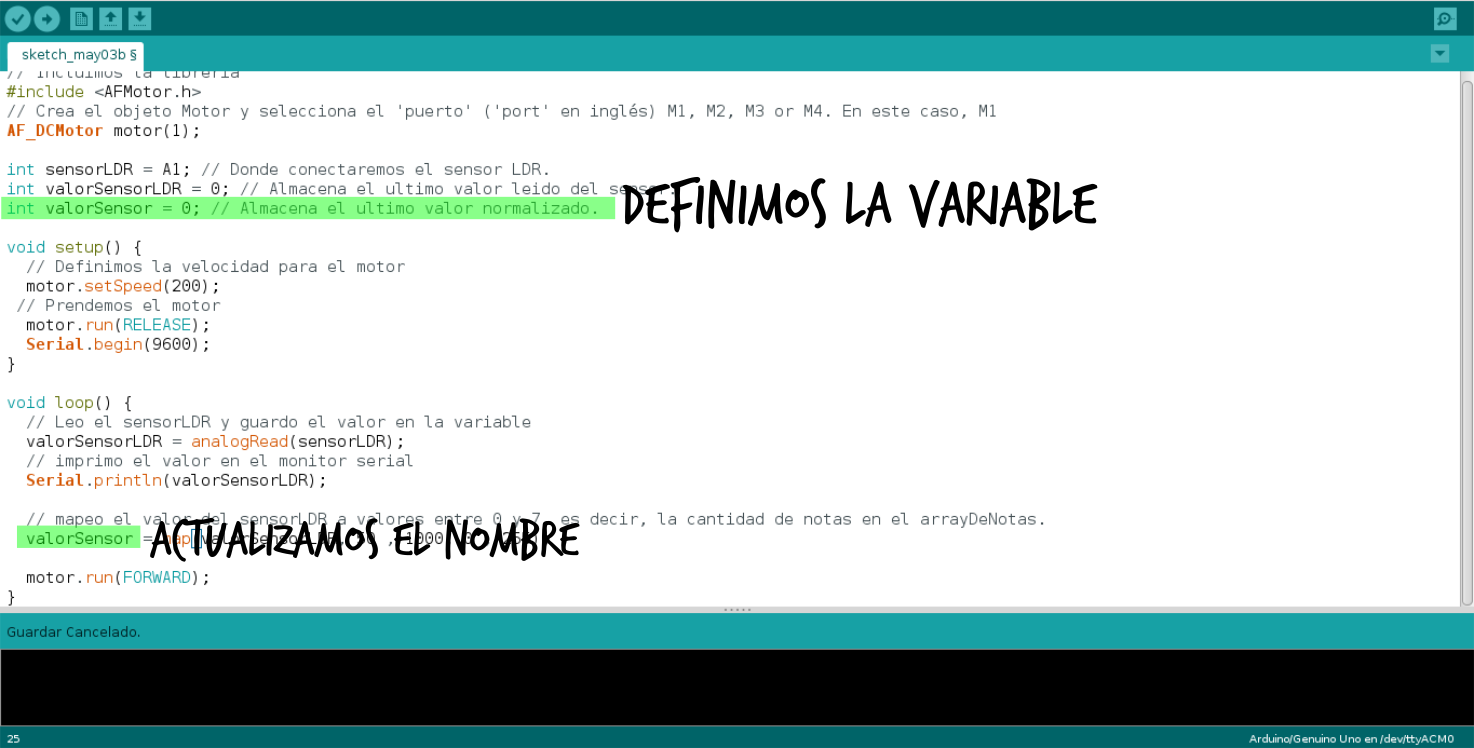 sketch_may03b §
// Incluimos la libreria
#include <AFMotor.h>
// Crea el objeto Motor y selecciona el 'puerto' ('port' en inglés) M1, M2, M3 or M4. En este caso, M1
AF_DCMotor motor(1);
int sensorLDR = A1; // Donde conectaremos el sensor LDR.
int valorSensorLDR = 0; // Almacena el ultimo valor leido del sensor.
int valorSensor = 0; // Almacena el ultimo valor normalizado.
DEFINIMOS LA VARIABLE
void setup() {
// Definimos la velocidad para el motor
motor.setSpeed(200);
// Prendemos el motor
motor.run(RELEASE);
Serial.begin(9600);
}
void loop() {
// Leo el sensorLDR y guardo el valor en la variable
valorSensorLDR = analogRead(sensorLDR);
// imprimo el valor en el monitor serial
Serial.println(valorSensorLDR);
// mapeo el valor del sensorLDR a valores entre 0 y 7, es decir, la cantidad de notas en el arrayDeNotas.
valorSensor = map(valorSensorLDR, 50 , 1000
ACTUALIZAMOS EL NOMBRE
motor.run(FORWARD);
}
Guardar Cancelado.
25
Arduino/Genuino Uno en /dev/ttyACM0